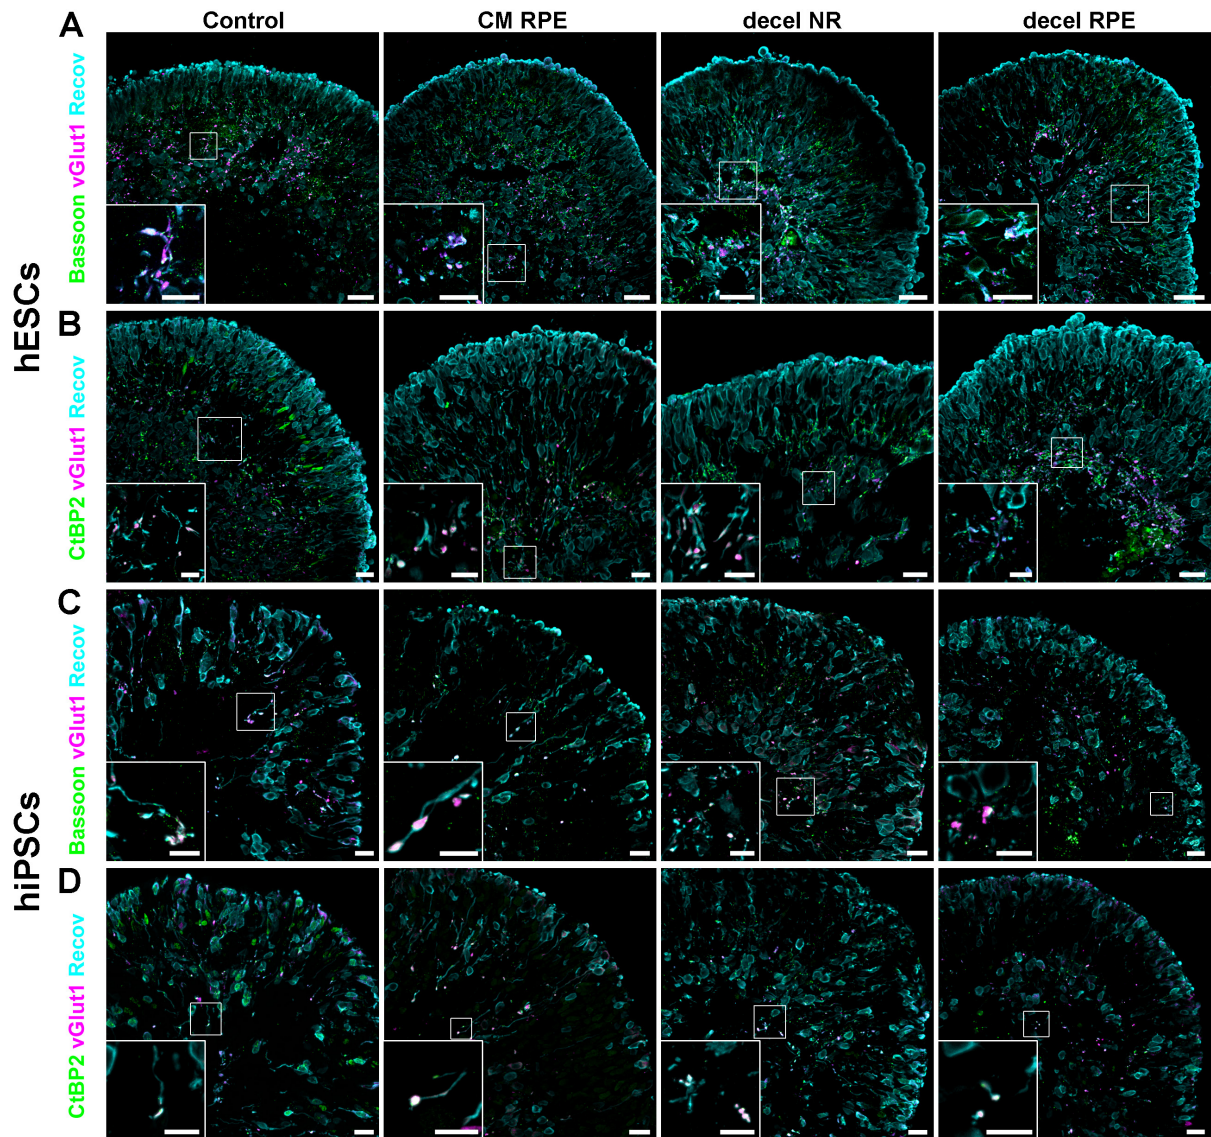 Control CM RPE decel NR decel RPE
A
Bassoon vGlut1 Recov
hESCs
B
CtBP2 vGlut1 Recov
C
Bassoon vGlut1 Recov
hiPSCs
D
CtBP2 vGlut1 Recov